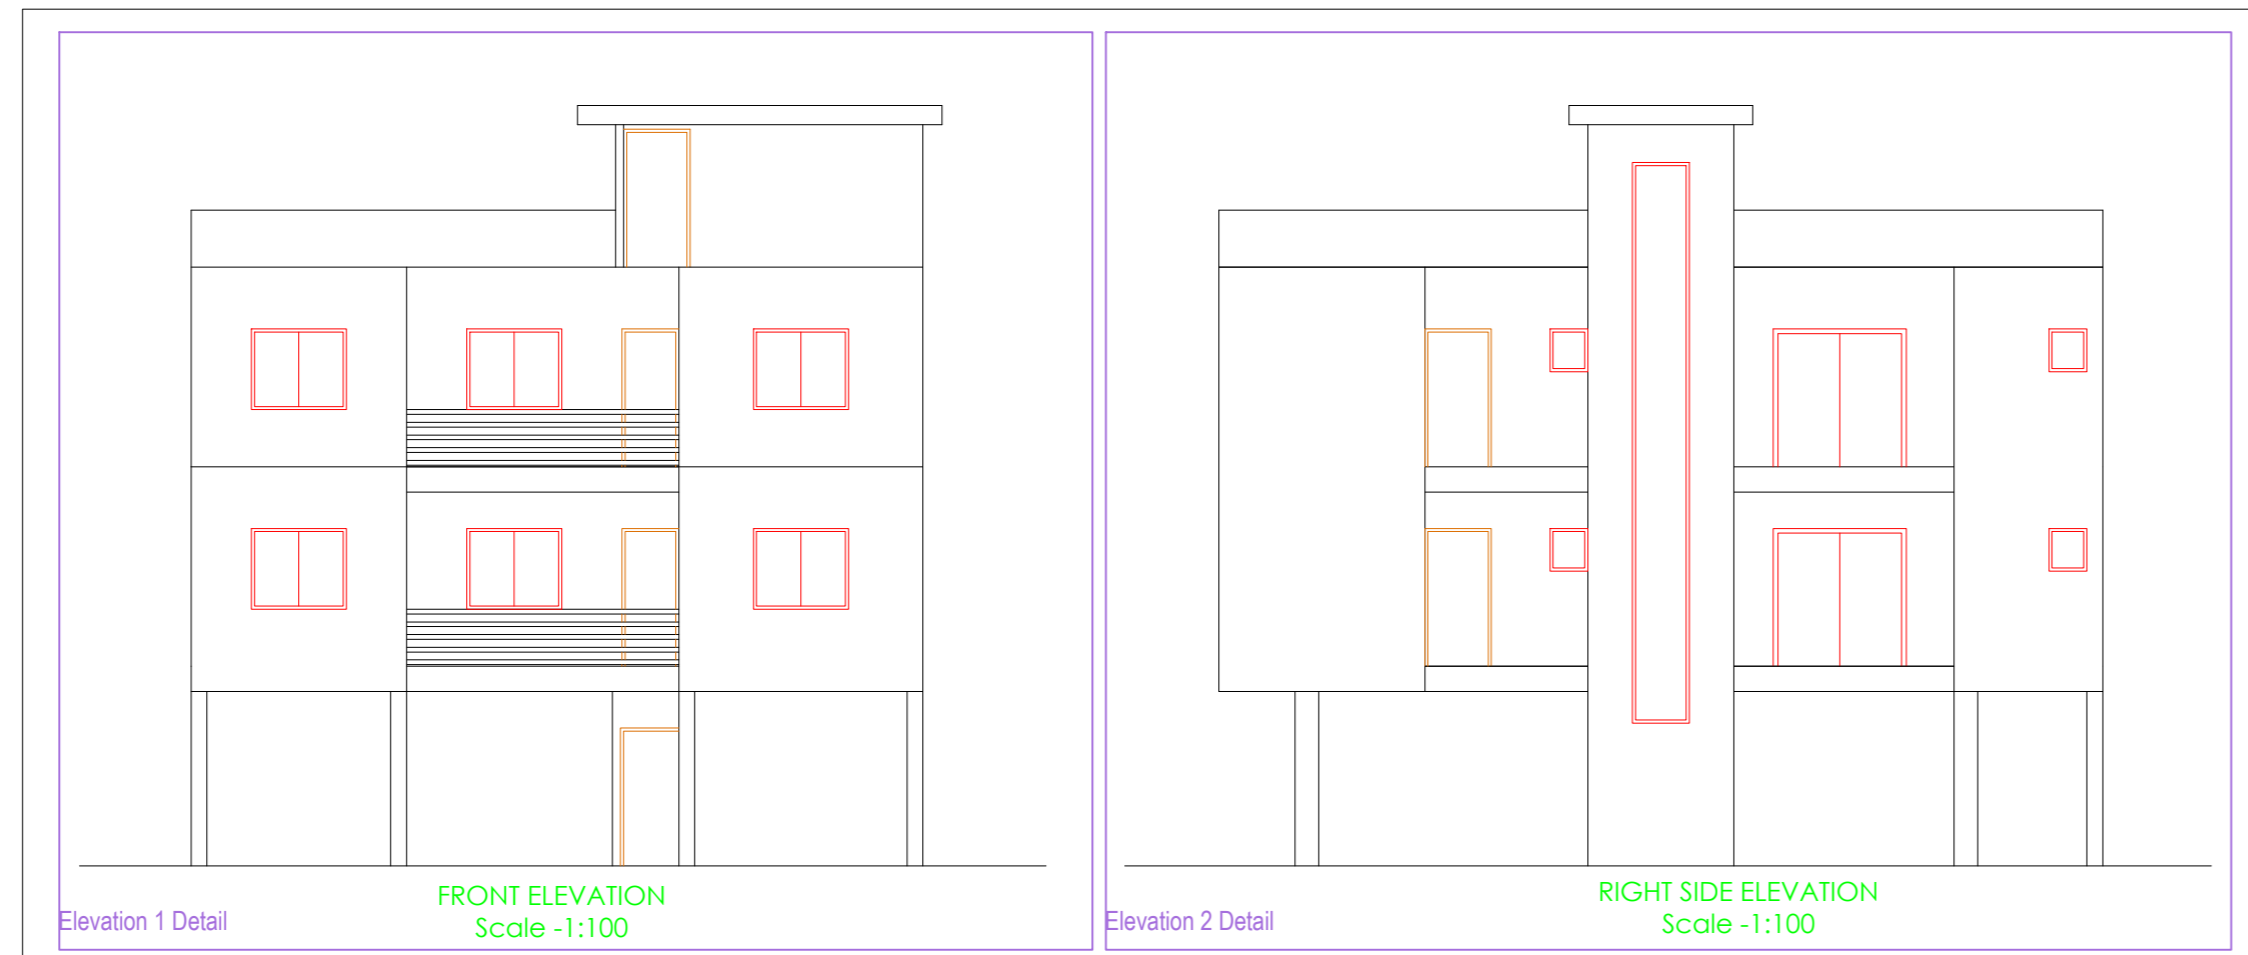 FRONT ELEVATION
Scale -1:100
Elevation 1 Detail
RIGHT SIDE ELEVATION
Scale -1:100
Elevation 2 Detail